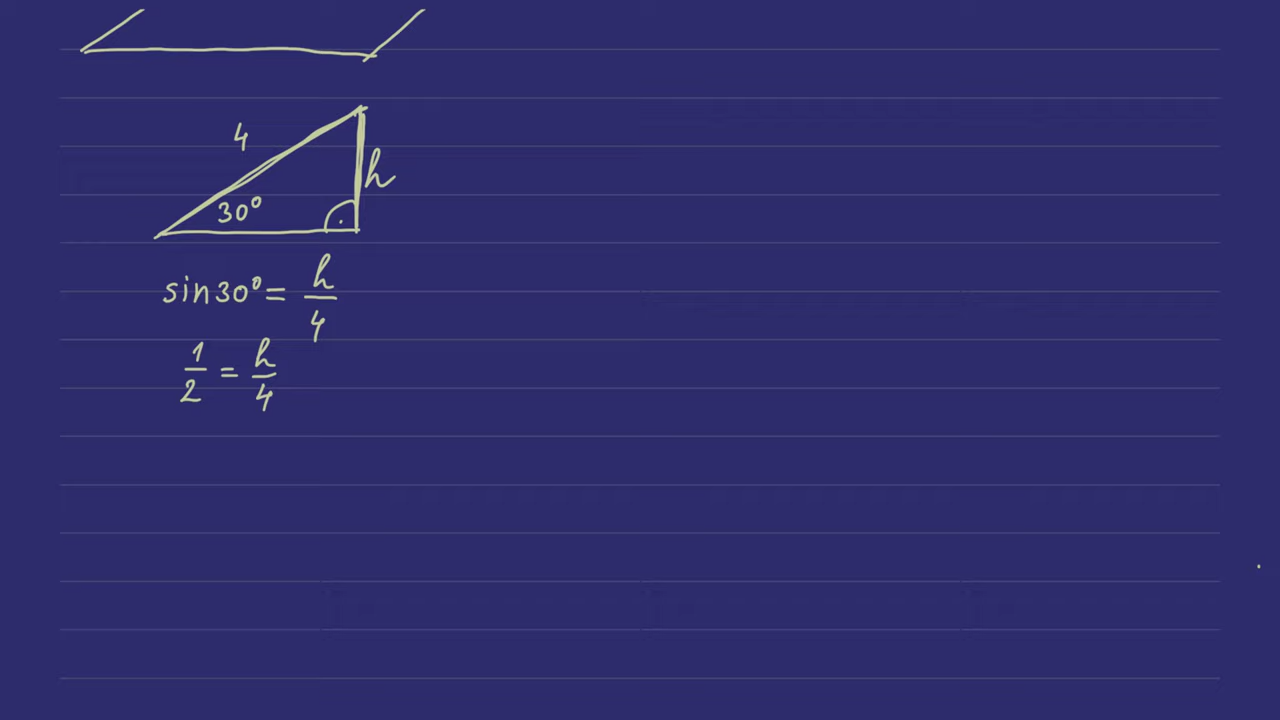 4
h
30°
sin30° = h/4
1/2 = h/4